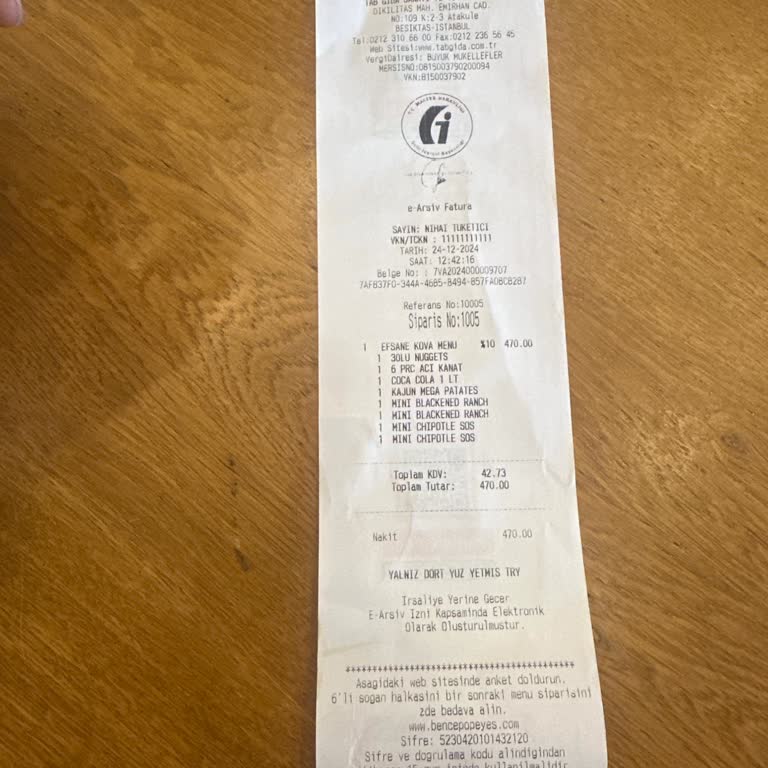 TAB GIDA
DIKILITAS MAH. EMIRHAN CAD.
NO:109 K:2-3 Atakule
BESIKTAS-ISTANBUL
Tel:0212 310 66 00 Fax:0212 236 56 45
Web Sitesi:www.tabgida.com.tr
VergiDairesi: BUYUK MUKELLEFLER
MERSISNO:0815003790200094
VKN:8150037902
e-Arsiv Fatura
SAYIN: NIHAI TUKETICI
VKN/TCKN : 11111111111
TARIH: 24-12-2024
SAAT: 12:42:16
Belge No: : 7VA2024000009707
7AFB37F0-344A-46B5-8494-857FA0BCB2B7
Referans No:10005
Siparis No:1005
1 EFSANE KOVA MENU %10 470.00
1 30LU NUGGETS
1 6 PRC ACI KANAT
1 COCA COLA 1 LT
1 KAJUN MEGA PATATES
1 MINI BLACKENED RANCH
1 MINI BLACKENED RANCH
1 MINI CHIPOTLE SOS
1 MINI CHIPOTLE SOS
Toplam KDV: 42.73
Toplam Tutar: 470.00
Nakit 470.00
YALNIZ DORT YUZ YETMIS TRY
Irsaliye Yerine Gecer
E-Arsiv Izni Kapsaminda Elektronik
Olarak Olusturulmustur.
*******************************************
Asagidaki web sitesinde anket doldurun.
6'li sogan halkasini bir sonraki menu siparisini
zde badava alin.
www.bencepopeyes.com
Sifre: 5230420101432120
Sifre ve dogrulama kodu alindigindan